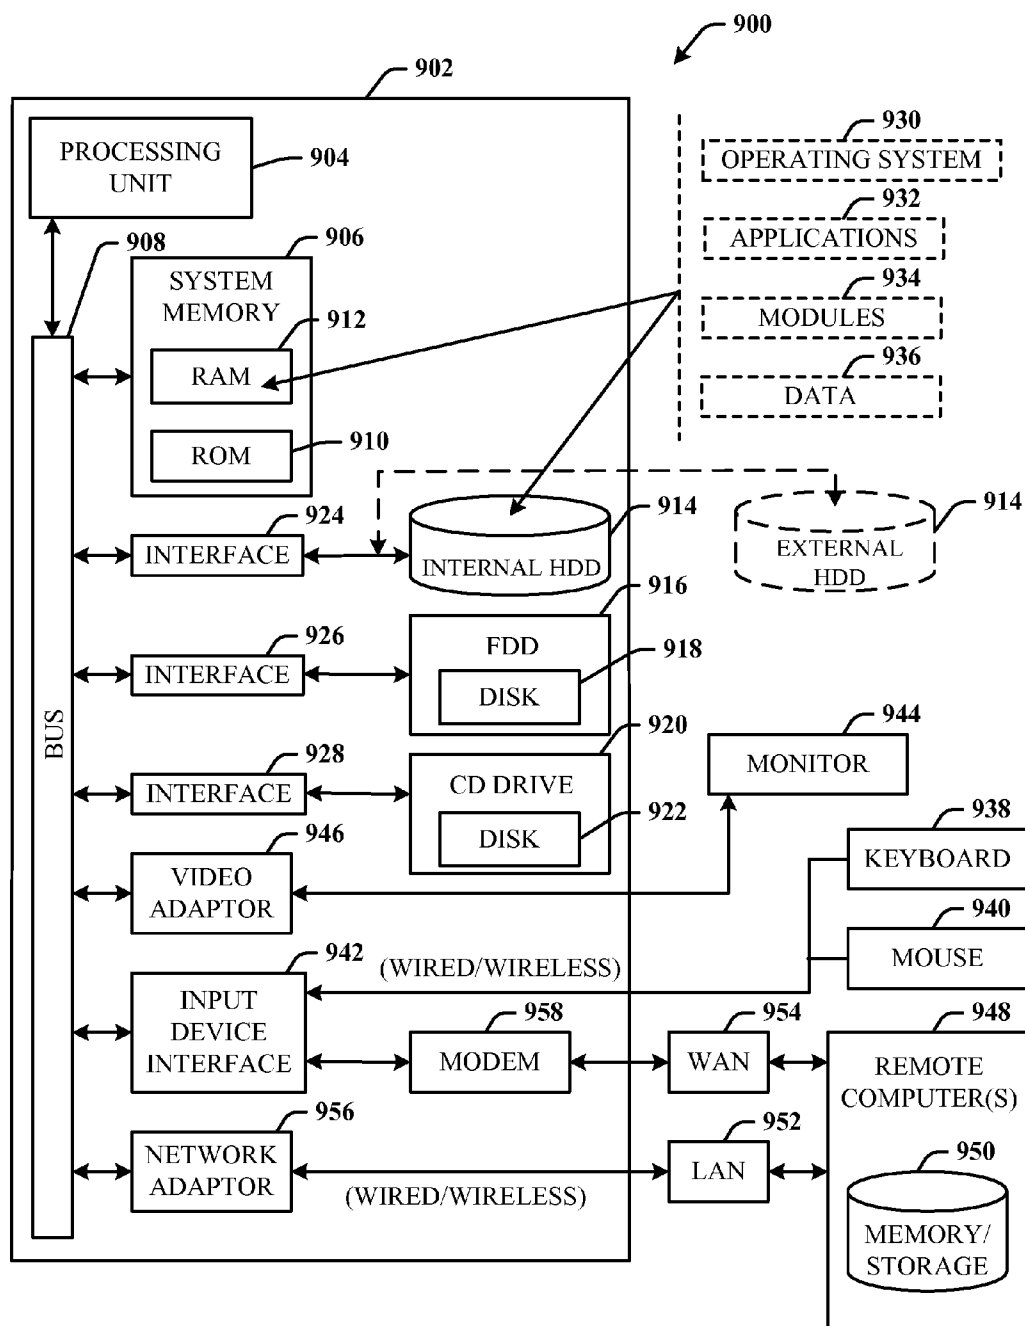 900
902
PROCESSING
UNIT
904
930
OPERATING SYSTEM
908
906
932
APPLICATIONS
SYSTEM
MEMORY
934
MODULES
912
RAM
936
DATA
910
ROM
924
INTERFACE
914
INTERNAL HDD
914
EXTERNAL
HDD
916
FDD
926
INTERFACE
918
DISK
BUS
920
CD DRIVE
944
MONITOR
928
INTERFACE
922
DISK
946
VIDEO
ADAPTOR
938
KEYBOARD
940
MOUSE
942
(WIRED/WIRELESS)
INPUT
DEVICE
INTERFACE
958
MODEM
954
WAN
948
REMOTE
COMPUTER(S)
956
NETWORK
ADAPTOR
(WIRED/WIRELESS)
952
LAN
950
MEMORY/
STORAGE